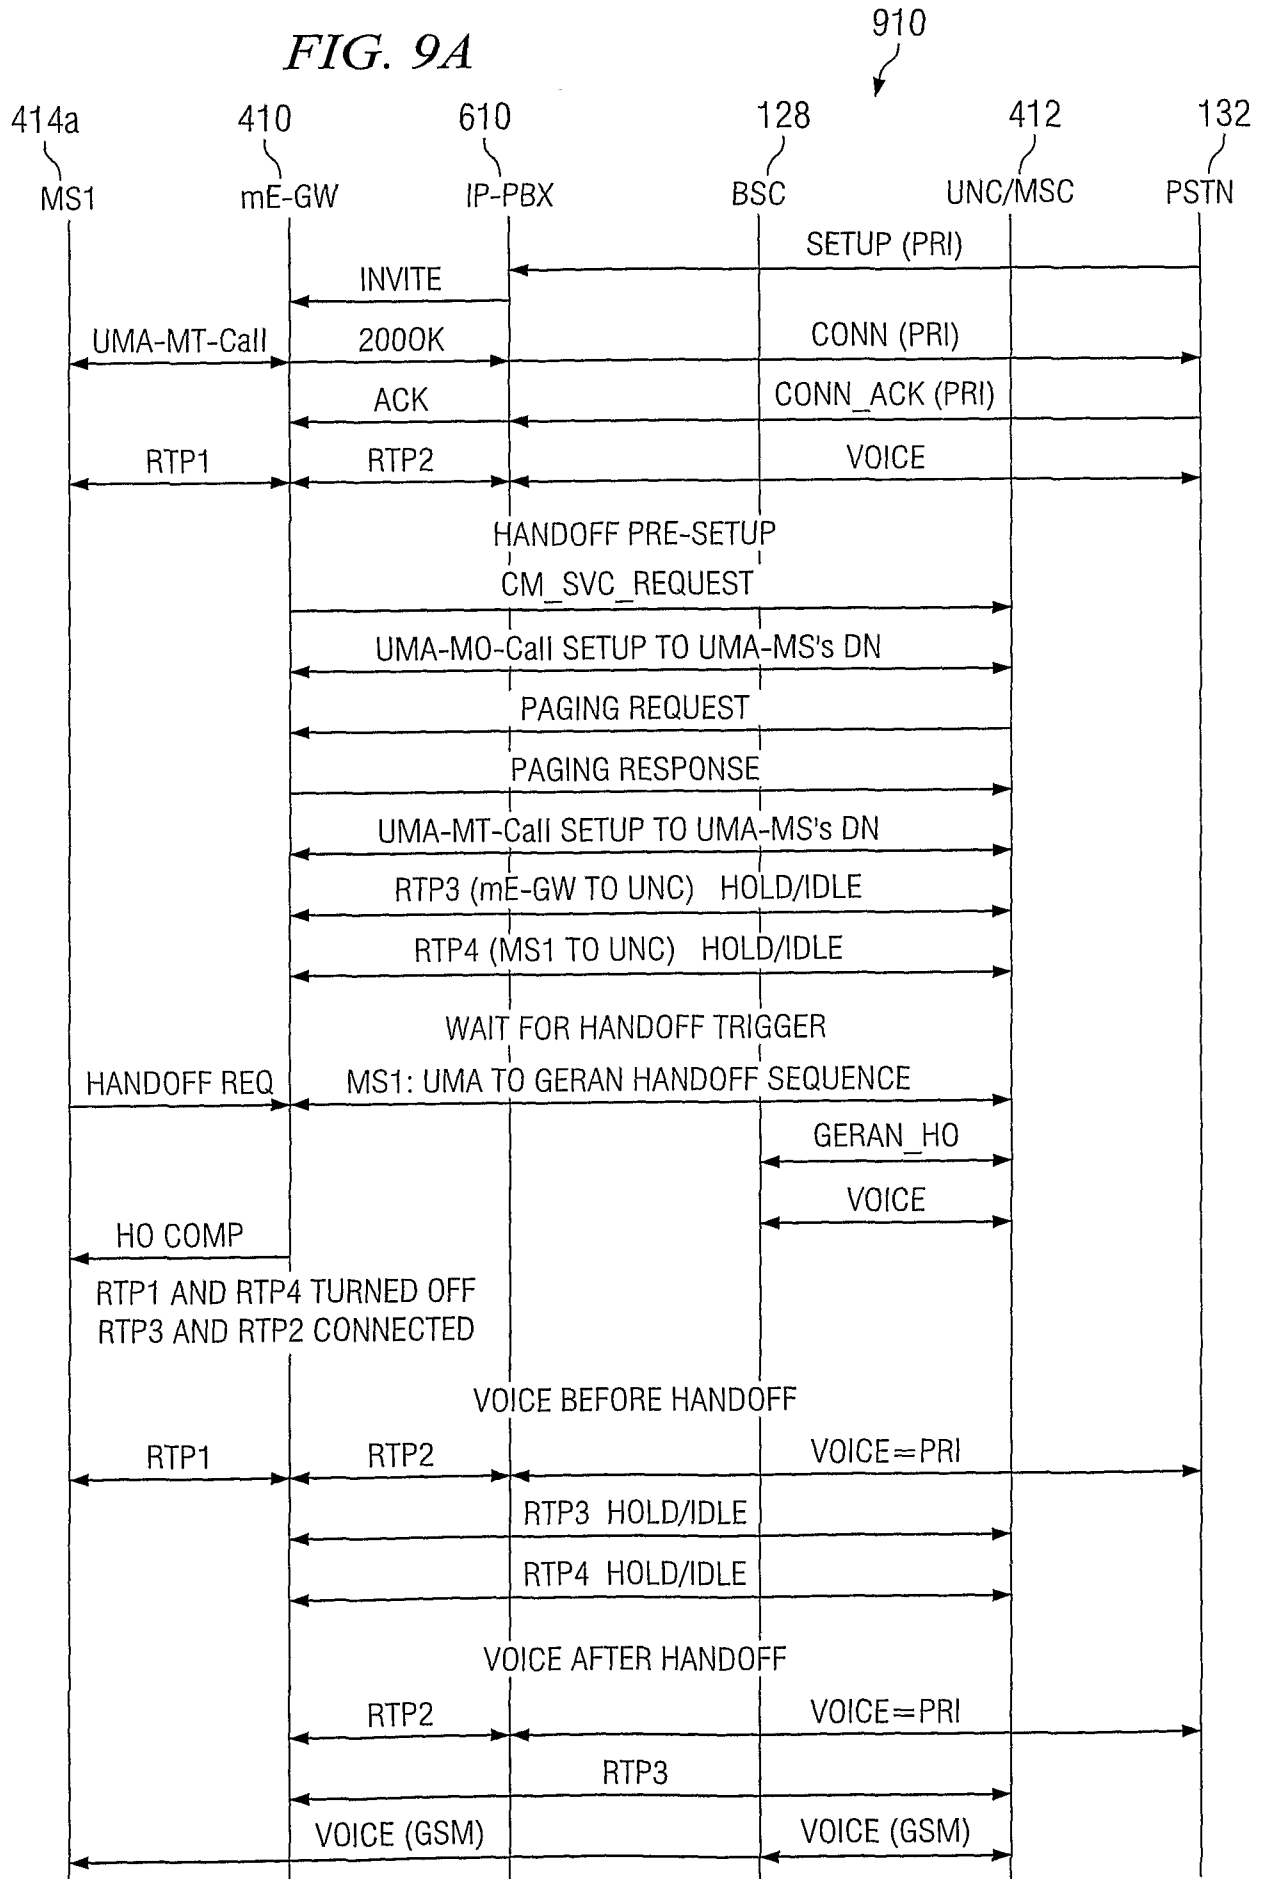 FIG. 9A
910
414a 410 610 128 412 132
MS1 mE-GW IP-PBX BSC UNC/MSC PSTN
SETUP (PRI)
INVITE
UMA-MT-Call 200OK CONN (PRI)
ACK CONN_ACK (PRI)
RTP1 RTP2 VOICE
HANDOFF PRE-SETUP
CM_SVC_REQUEST
UMA-MO-Call SETUP TO UMA-MS's DN
PAGING REQUEST
PAGING RESPONSE
UMA-MT-Call SETUP TO UMA-MS's DN
RTP3 (mE-GW TO UNC) HOLD/IDLE
RTP4 (MS1 TO UNC) HOLD/IDLE
WAIT FOR HANDOFF TRIGGER
HANDOFF REQ MS1: UMA TO GERAN HANDOFF SEQUENCE
GERAN_HO
VOICE
HO COMP
RTP1 AND RTP4 TURNED OFF
RTP3 AND RTP2 CONNECTED
VOICE BEFORE HANDOFF
RTP1 RTP2 VOICE=PRI
RTP3 HOLD/IDLE
RTP4 HOLD/IDLE
VOICE AFTER HANDOFF
RTP2 VOICE=PRI
RTP3
VOICE (GSM) VOICE (GSM)